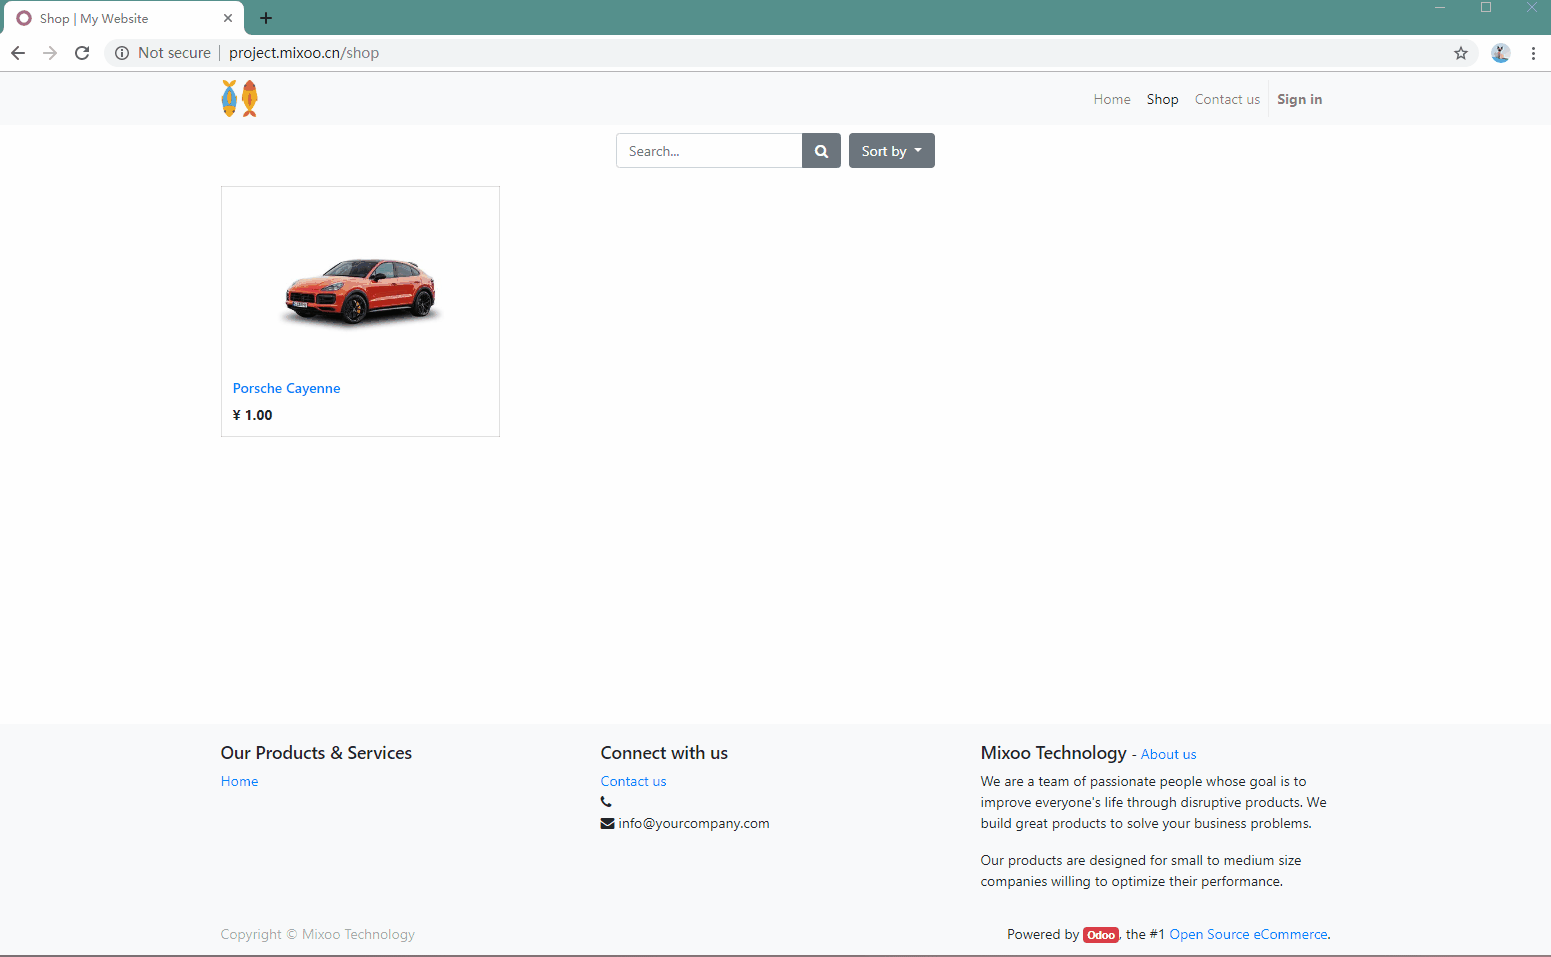 Shop | My Website
Not secure | project.mixoo.cn/shop
Home Shop Contact us Sign in
Search... Sort by
Porsche Cayenne
¥ 1.00
Our Products & Services
Home
Connect with us
Contact us
info@yourcompany.com
Mixoo Technology - About us
We are a team of passionate people whose goal is to
improve everyone's life through disruptive products. We
build great products to solve your business problems.
Our products are designed for small to medium size
companies willing to optimize their performance.
Copyright © Mixoo Technology
Powered by Odoo, the #1 Open Source eCommerce.